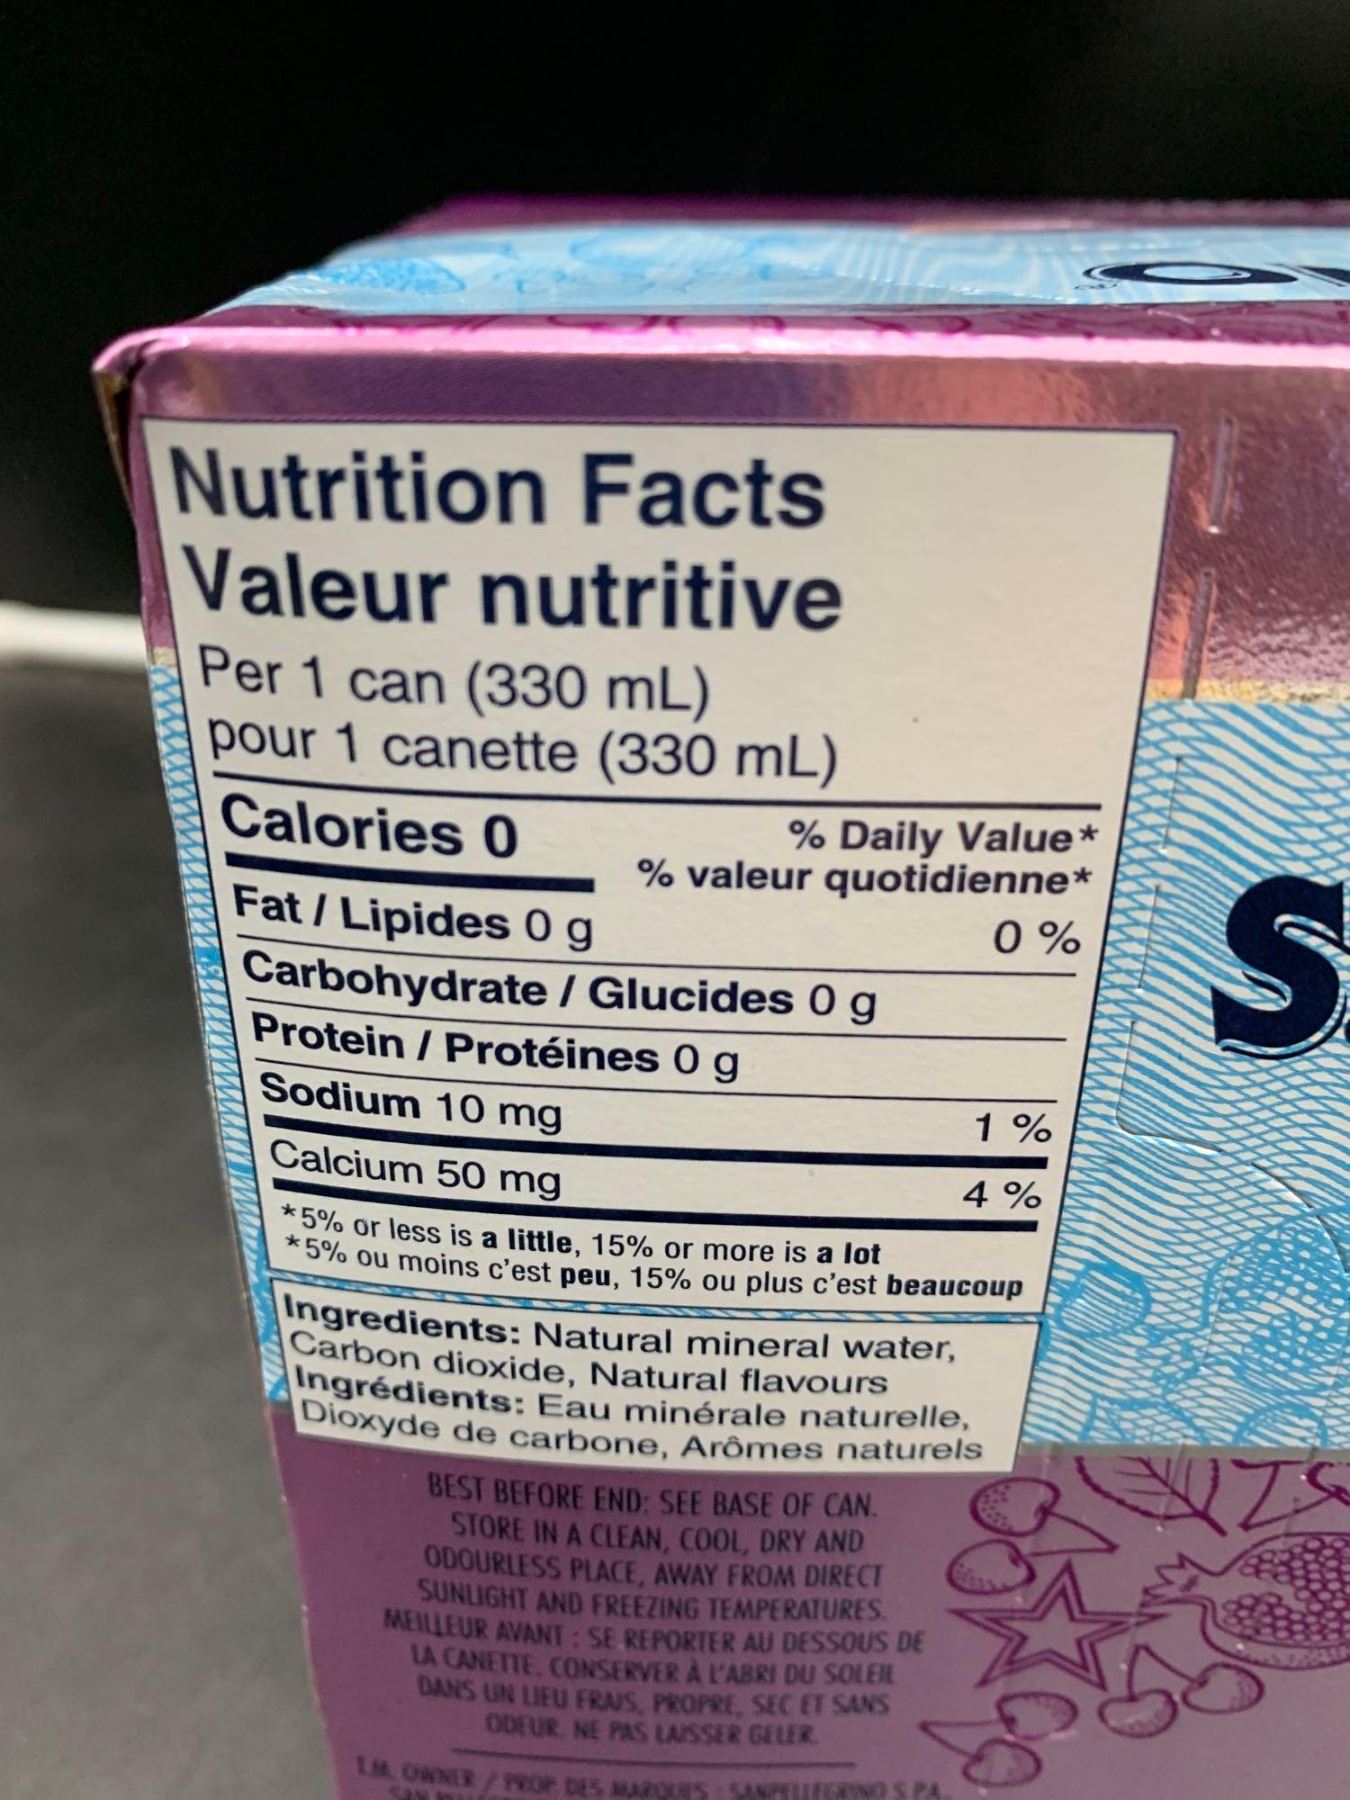 Nutrition Facts
Valeur nutritive
Per 1 can (330 mL)
pour 1 canette (330 mL)
Calories 0
% Daily Value*
% valeur quotidienne*
Fat / Lipides 0 g 0 %
Carbohydrate / Glucides 0 g
Protein / Protéines 0 g
Sodium 10 mg 1 %
Calcium 50 mg 4 %
*5% or less is a little, 15% or more is a lot
*5% ou moins c'est peu, 15% ou plus c'est beaucoup
Ingredients: Natural mineral water,
Carbon dioxide, Natural flavours
Ingrédients: Eau minérale naturelle,
Dioxyde de carbone, Arômes naturels
BEST BEFORE END: SEE BASE OF CAN.
STORE IN A CLEAN, COOL, DRY AND
ODOURLESS PLACE, AWAY FROM DIRECT
SUNLIGHT AND FREEZING TEMPERATURES.
MEILLEUR AVANT : SE REPORTER AU DESSOUS DE
LA CANETTE. CONSERVER À L'ABRI DU SOLEIL
DANS UN LIEU FRAIS, PROPRE, SEC ET SANS
ODEUR. NE PAS LAISSER GELER.
T.M. OWNER / PROP. DES MARQUES : SANPELLEGRINO S.P.A.